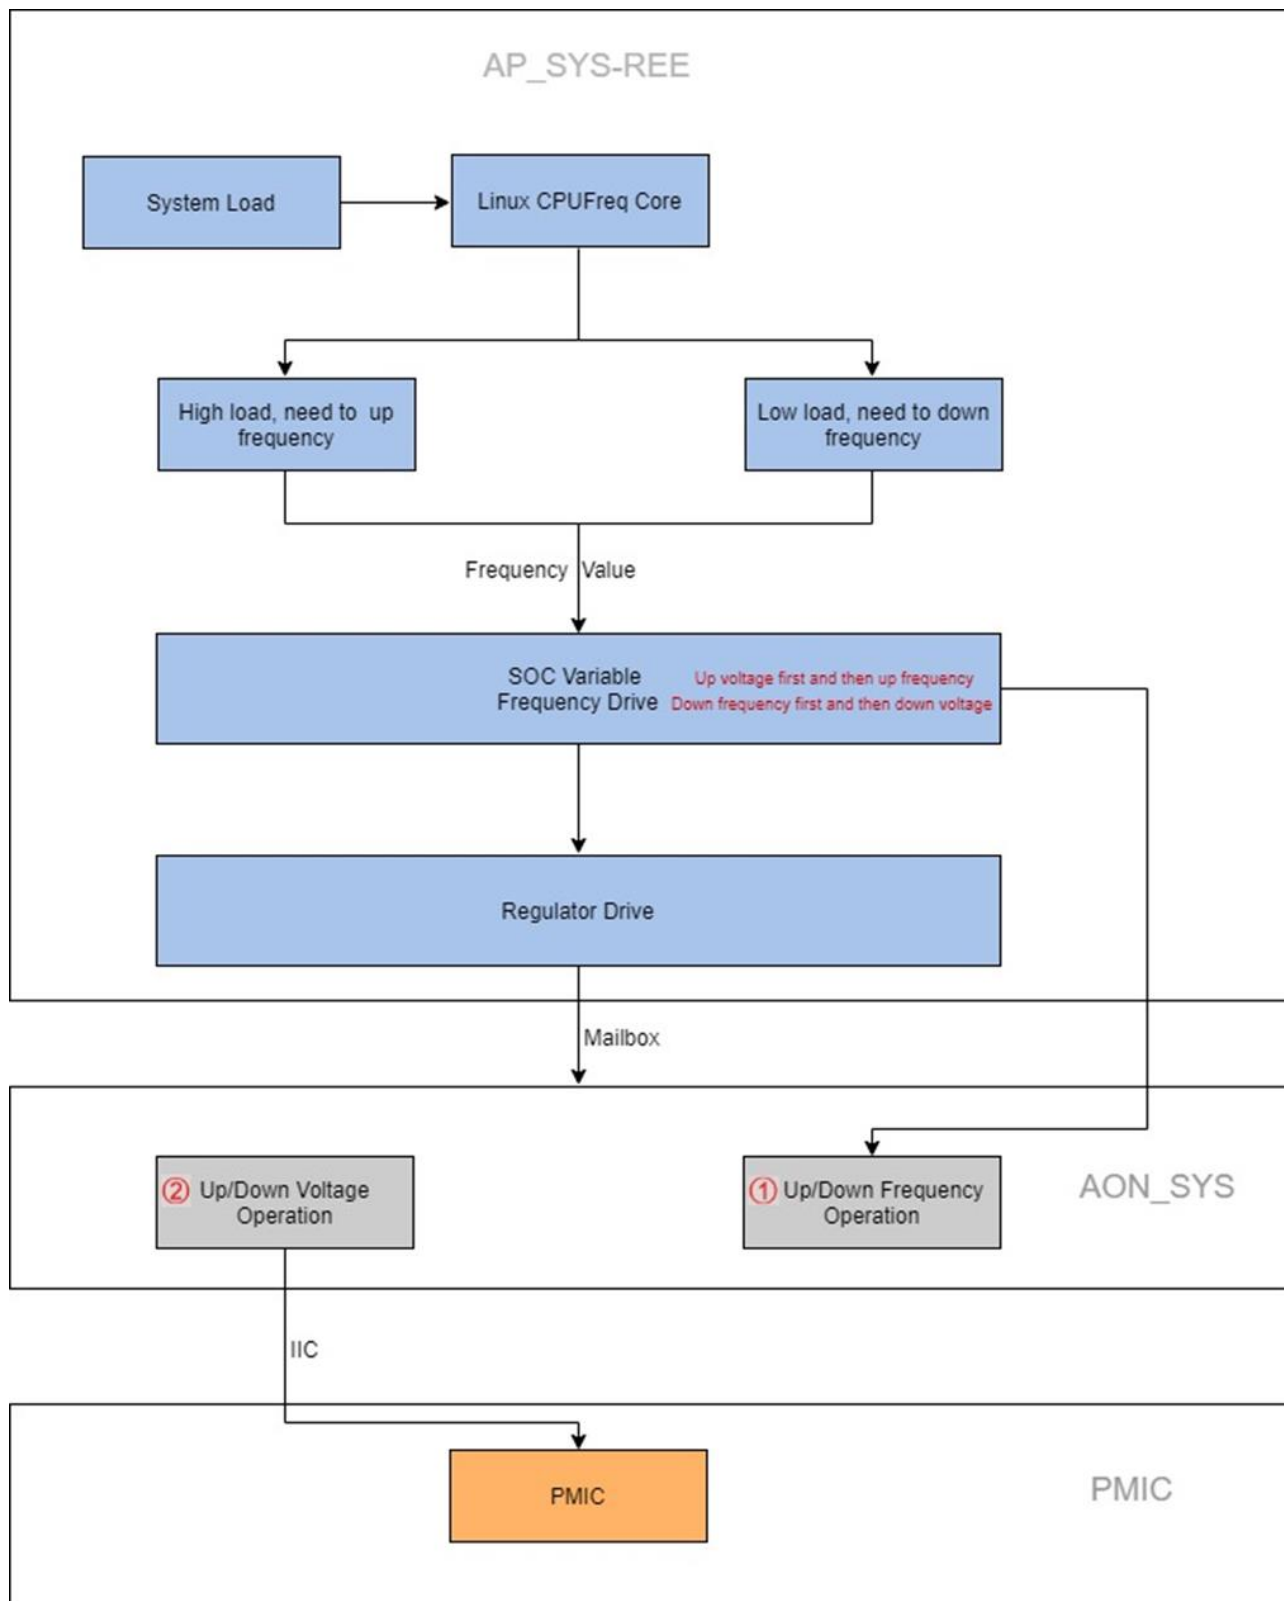 AP_SYS-REE
System Load
Linux CPUFreq Core
High load, need to up
frequency
Low load, need to down
frequency
Frequency Value
SOC Variable
Frequency Drive
Up voltage first and then up frequency
Down frequency first and then down voltage
Regulator Drive
Mailbox
② Up/Down Voltage
Operation
① Up/Down Frequency
Operation
AON_SYS
IIC
PMIC
PMIC